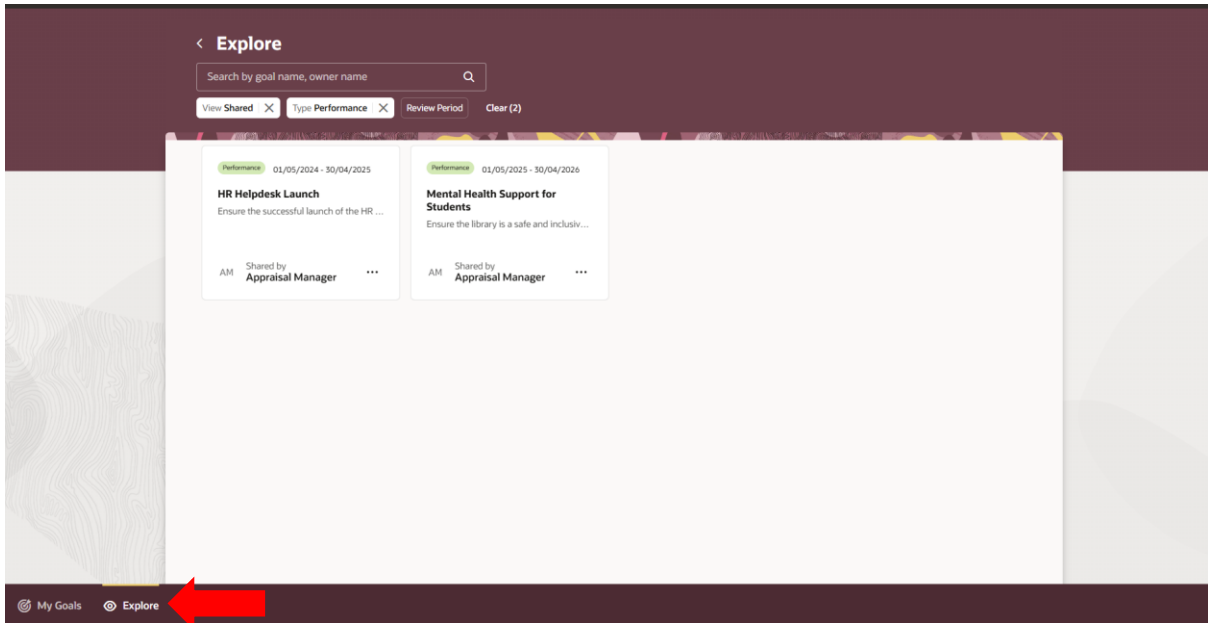 Explore
Search by goal name, owner name
View Shared Type Performance Review Period Clear (2)
Performance 01/05/2024 - 30/04/2025
HR Helpdesk Launch
Ensure the successful launch of the HR ...
AM Shared by
Appraisal Manager
Performance 01/05/2025 - 30/04/2026
Mental Health Support for
Students
Ensure the library is a safe and inclusiv...
AM Shared by
Appraisal Manager
My Goals Explore